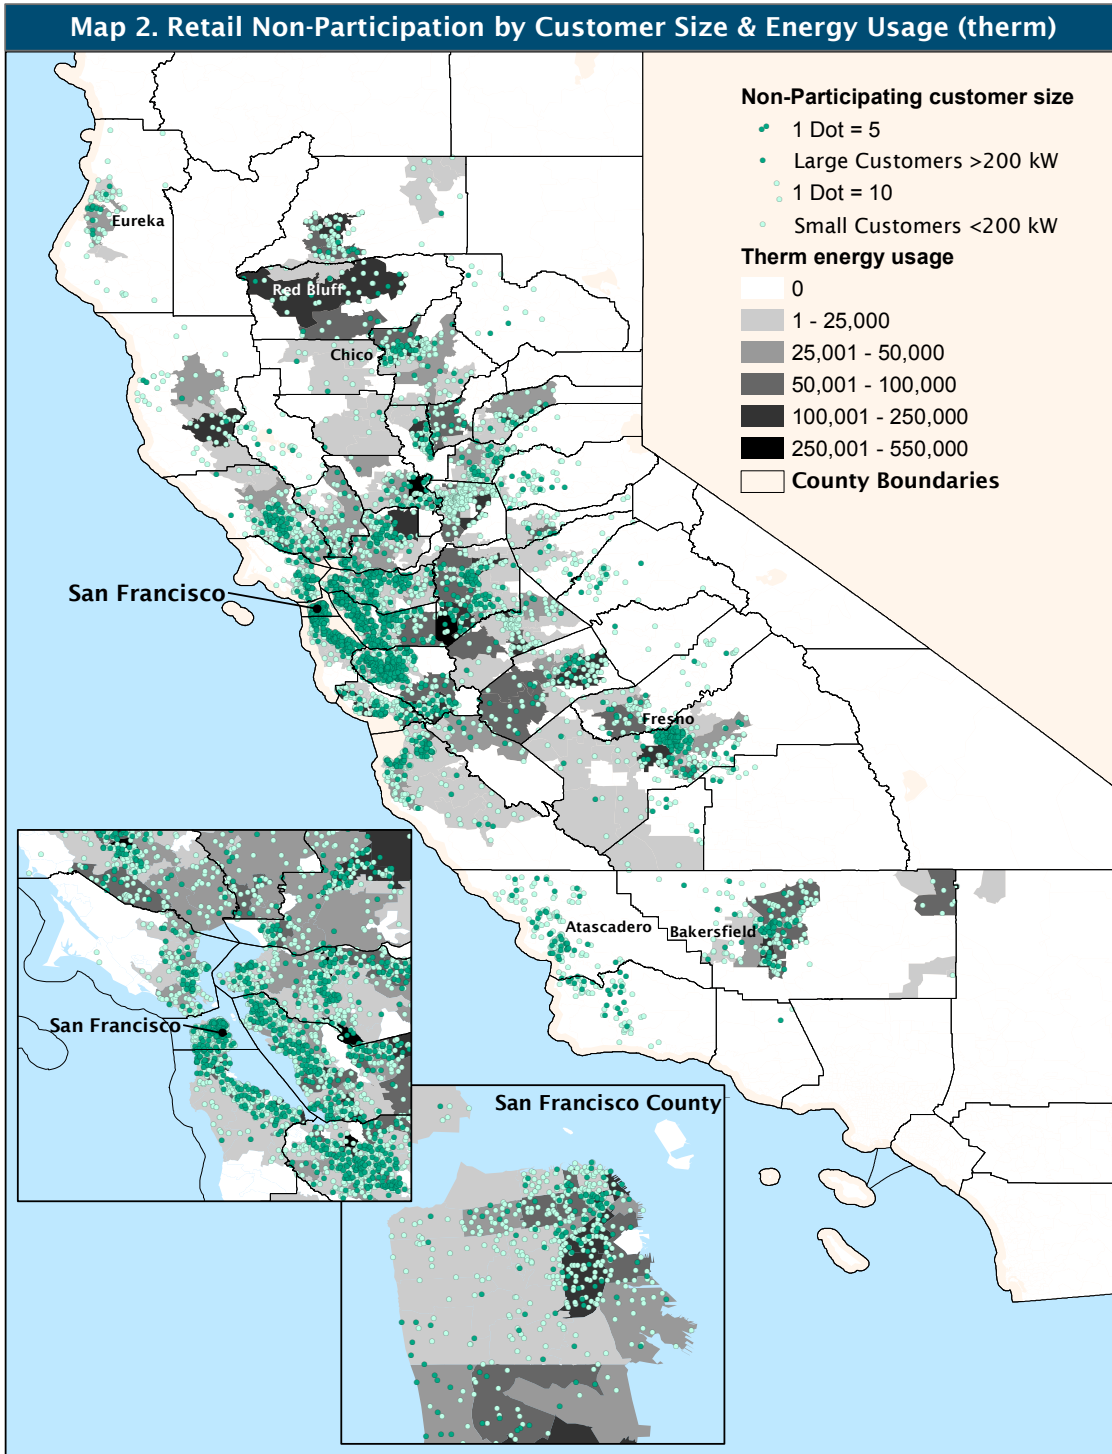 Map 2. Retail Non-Participation by Customer Size & Energy Usage (therm)
Non-Participating customer size
1 Dot = 5
Large Customers >200 kW
1 Dot = 10
Small Customers <200 kW
Therm energy usage
0
1 - 25,000
25,001 - 50,000
50,001 - 100,000
100,001 - 250,000
250,001 - 550,000
County Boundaries
Eureka
Red Bluff
Chico
San Francisco
Fresno
Atascadero
Bakersfield
San Francisco
San Francisco County